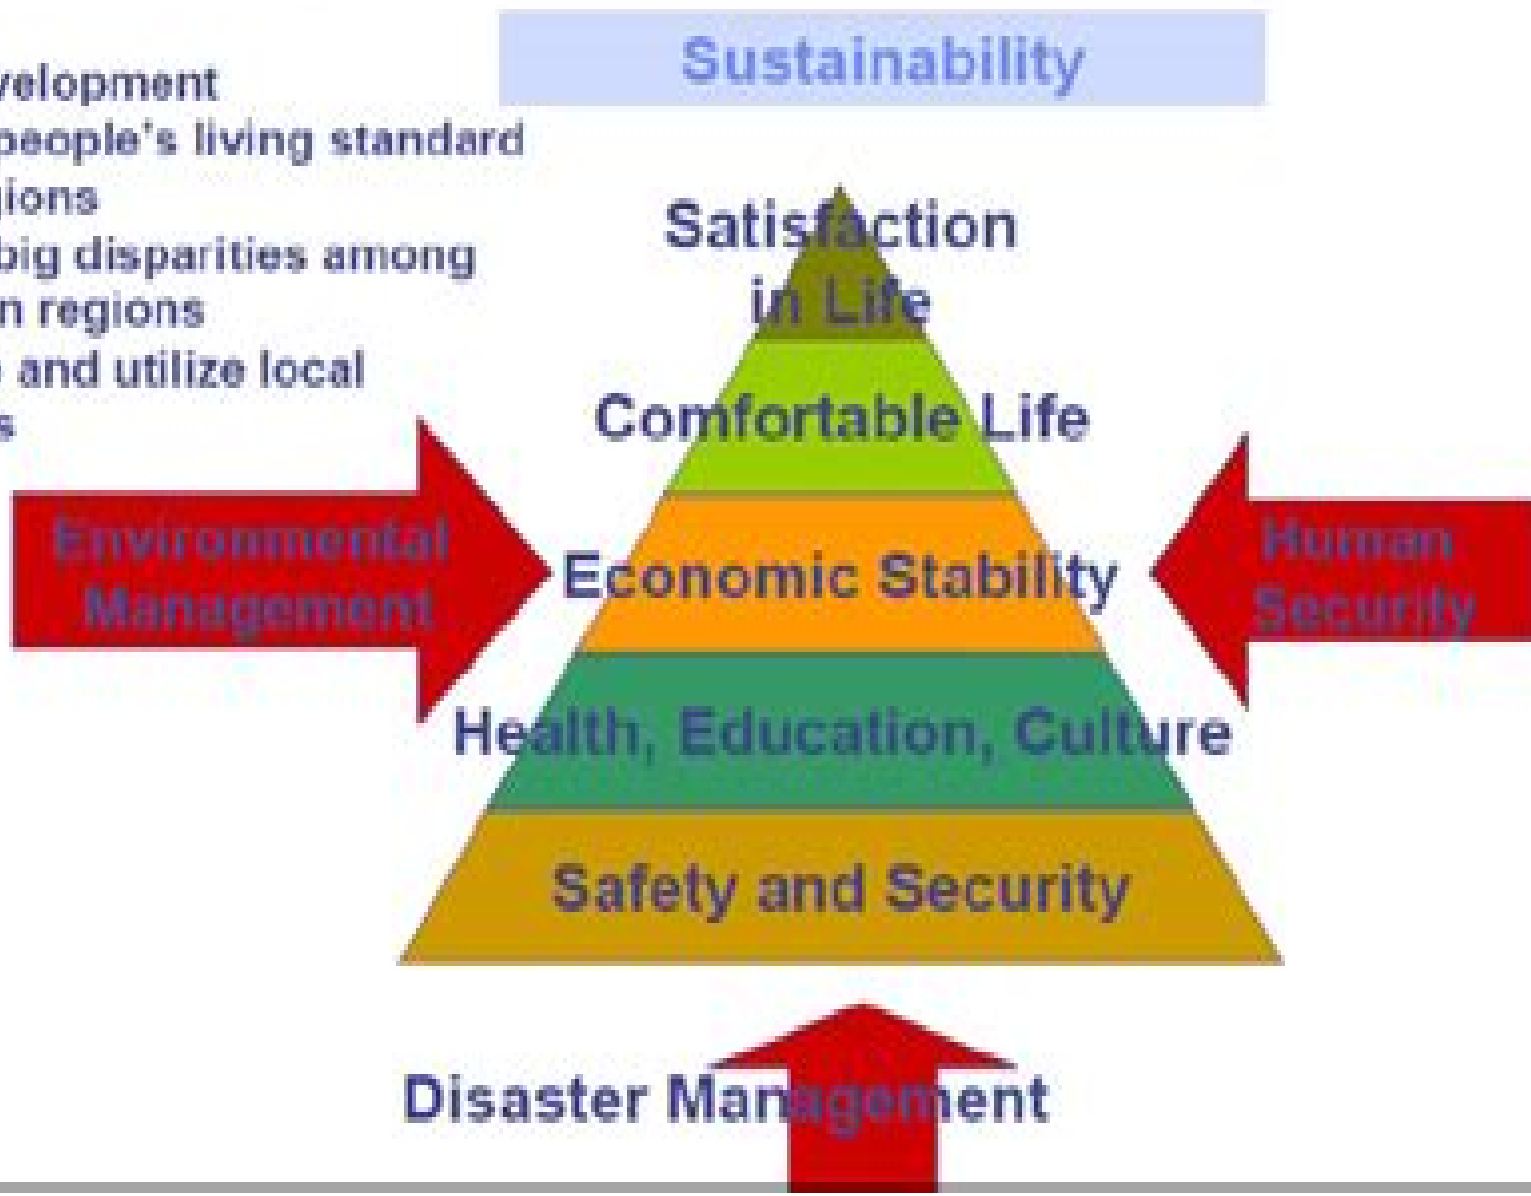 Sustainability
velopment
people's living standard
gions
big disparities among
n regions
and utilize local
s
Satisfaction
in Life
Comfortable Life
Environmental
Management
Economic Stability
Human
Security
Health, Education, Culture
Safety and Security
Disaster Management